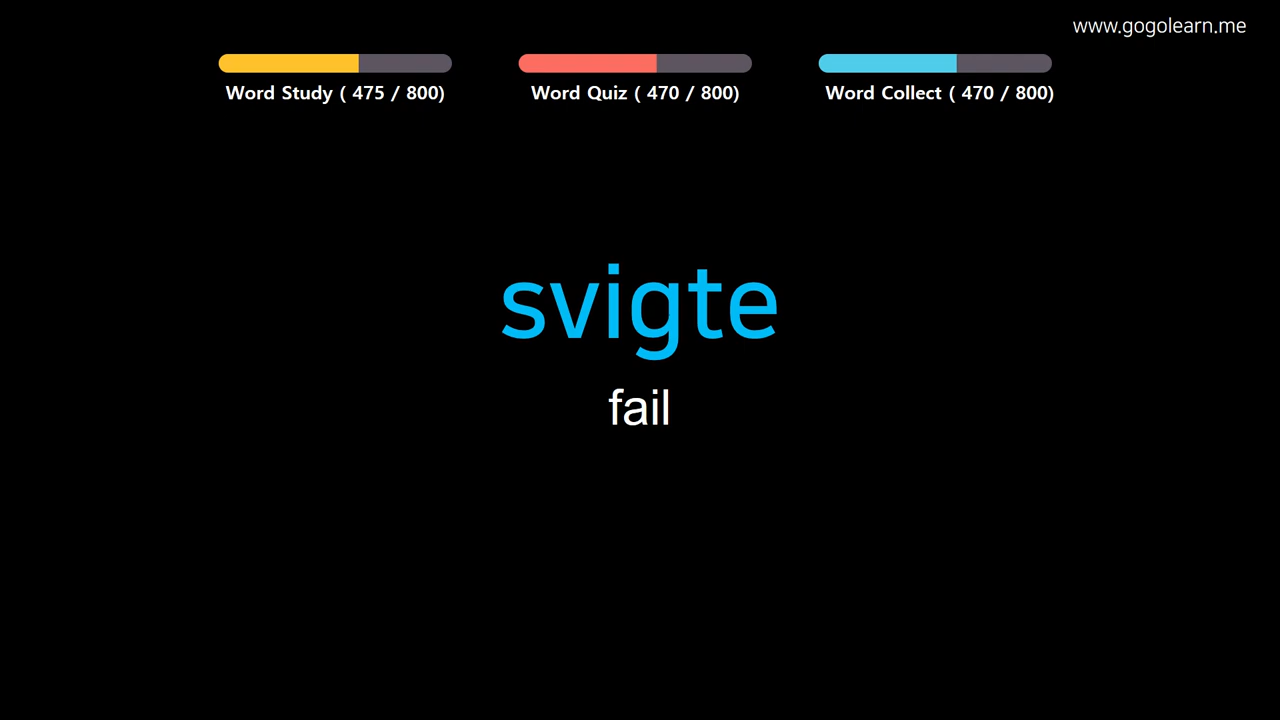 www.gogolearn.me
Word Study ( 475 / 800)
Word Quiz ( 470 / 800)
Word Collect ( 470 / 800)
svigte
fail